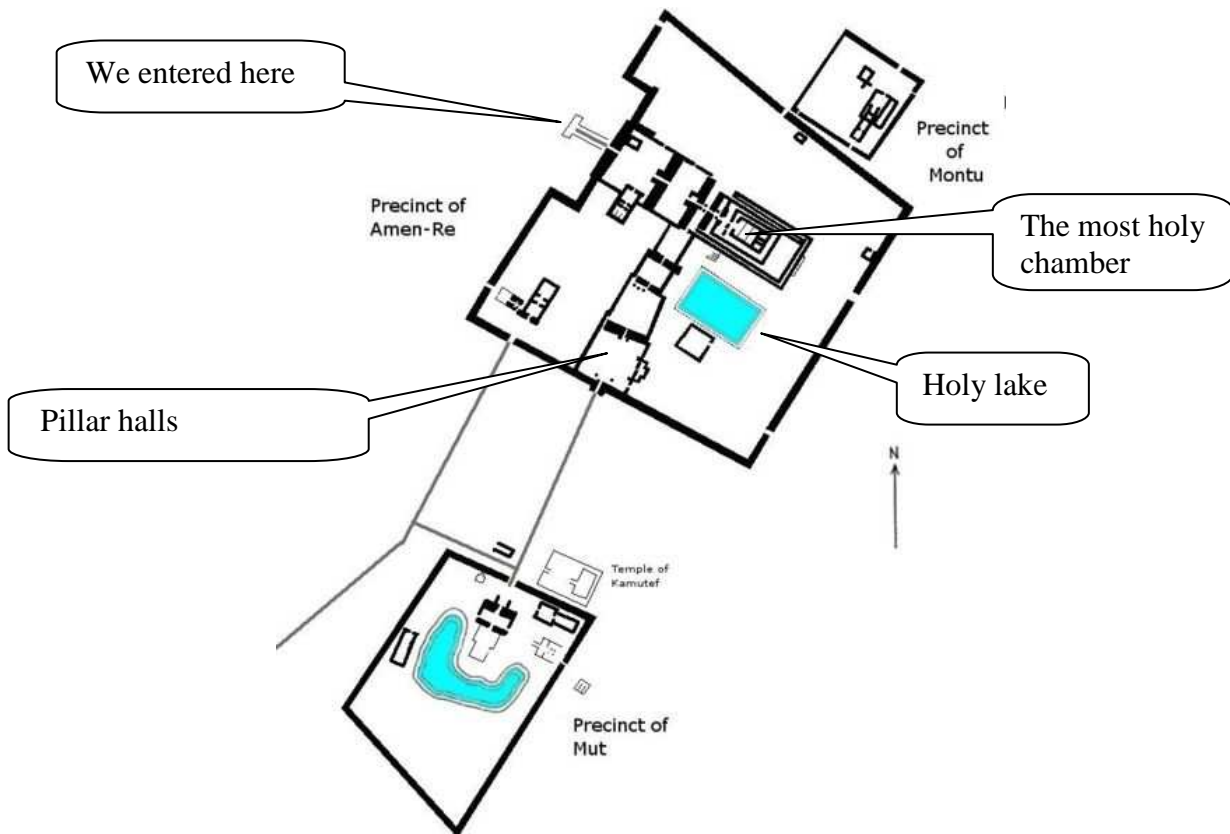 We entered here
Precinct
of
Montu
Precinct of
Amen-Re
The most holy
chamber
Holy lake
Pillar halls
N
Temple of
Kamutef
Precinct of
Mut